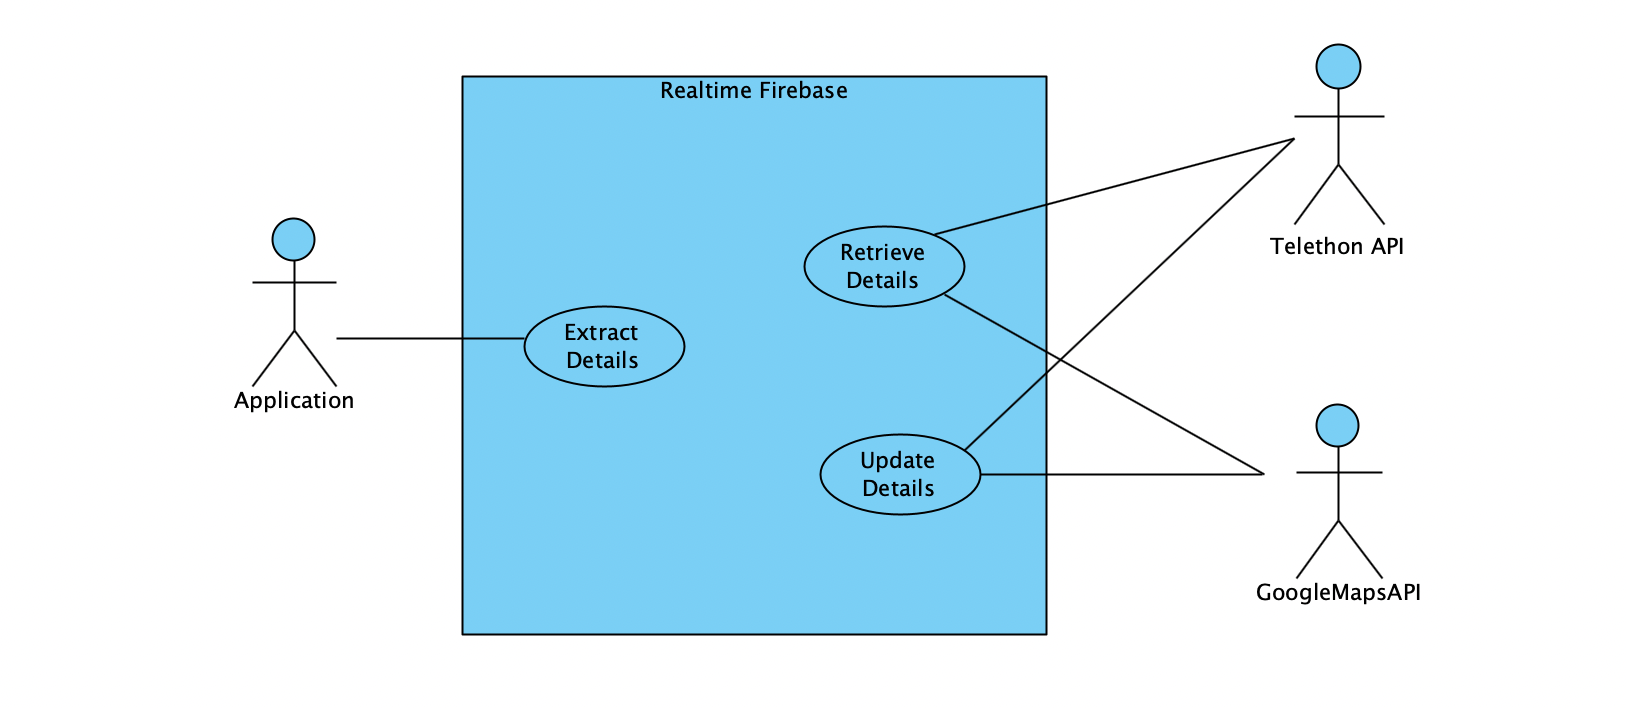 Realtime Firebase
Telethon API
Retrieve
Details
Extract
Details
Application
Update
Details
GoogleMapsAPI